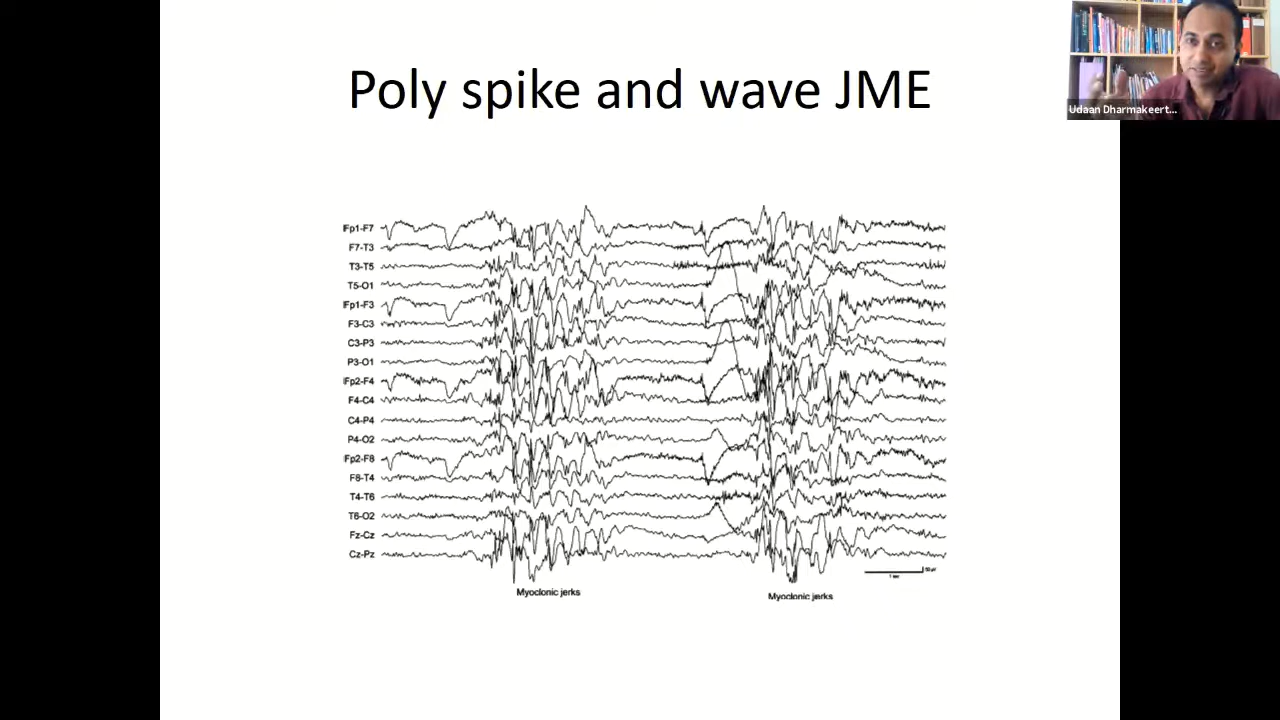 Poly spike and wave JME
Udaan Dharmakeert...
Fp1-F7
F7-T3
T3-T5
T5-O1
Fp1-F3
F3-C3
C3-P3
P3-O1
Fp2-F4
F4-C4
C4-P4
P4-O2
Fp2-F8
F8-T4
T4-T6
T6-O2
Fz-Cz
Cz-Pz
Myoclonic jerks
Myoclonic jerks